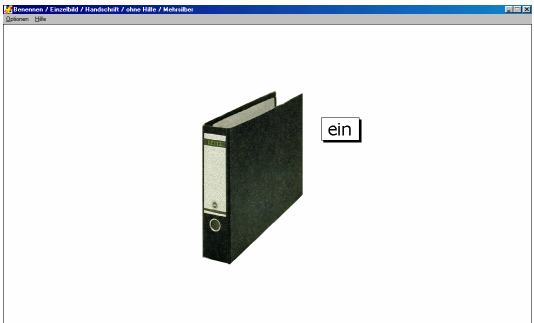 Benennen / Einzelbild / Handschrift / ohne Hilfe / Mehrsilber
Optionen Hilfe
ein